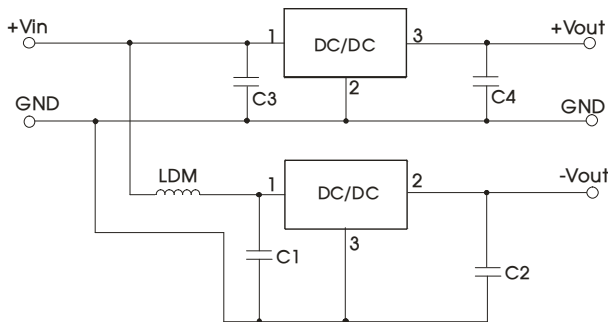 +Vin
1
DC/DC
3
+Vout
2
C3
C4
GND
GND
LDM
1
DC/DC
2
-Vout
3
C1
C2